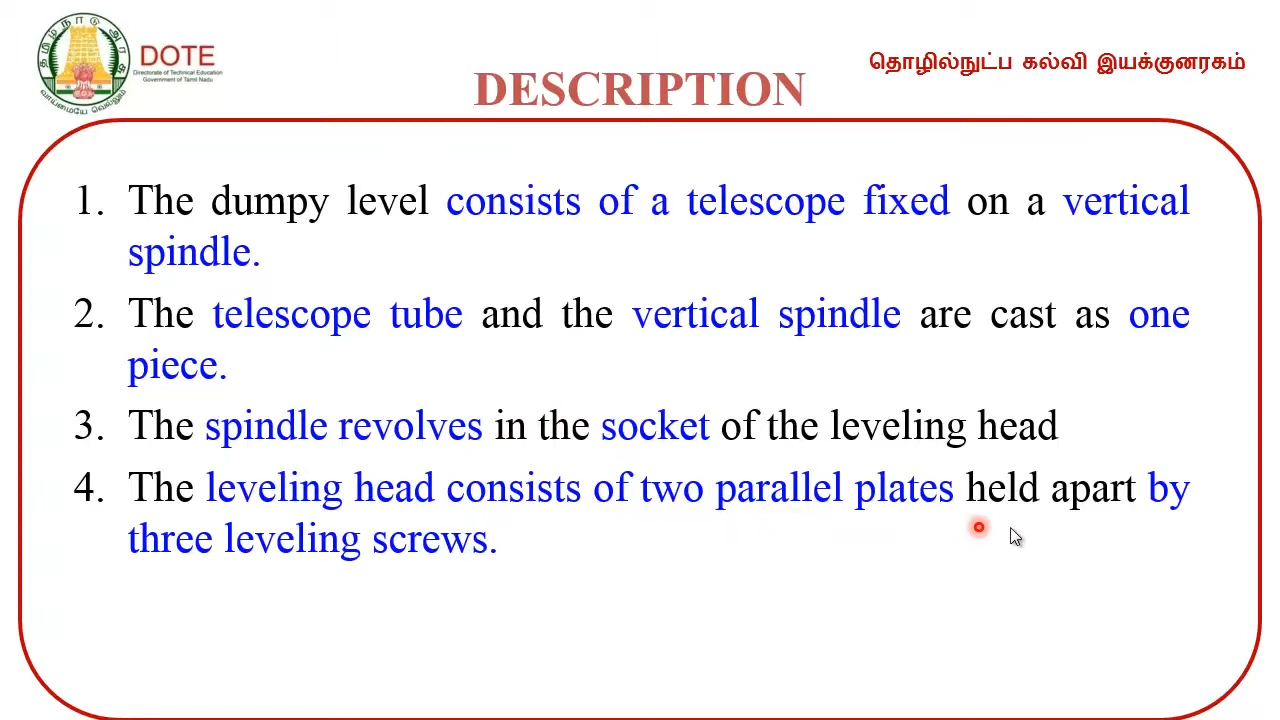 தமிழ்நாடு அரசு
வாய்மையே வெல்லும்
DOTE
Directorate of Technical Education
Government of Tamil Nadu
தொழில்நுட்ப கல்வி இயக்குனரகம்
DESCRIPTION
1. The dumpy level consists of a telescope fixed on a vertical
spindle.
2. The telescope tube and the vertical spindle are cast as one
piece.
3. The spindle revolves in the socket of the leveling head
4. The leveling head consists of two parallel plates held apart by
three leveling screws.